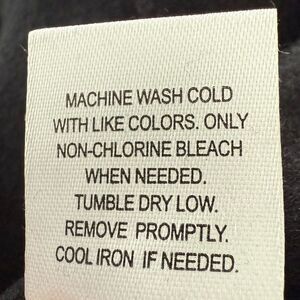 MACHINE WASH COLD
WITH LIKE COLORS. ONLY
NON-CHLORINE BLEACH
WHEN NEEDED.
TUMBLE DRY LOW.
REMOVE PROMPTLY.
COOL IRON IF NEEDED.